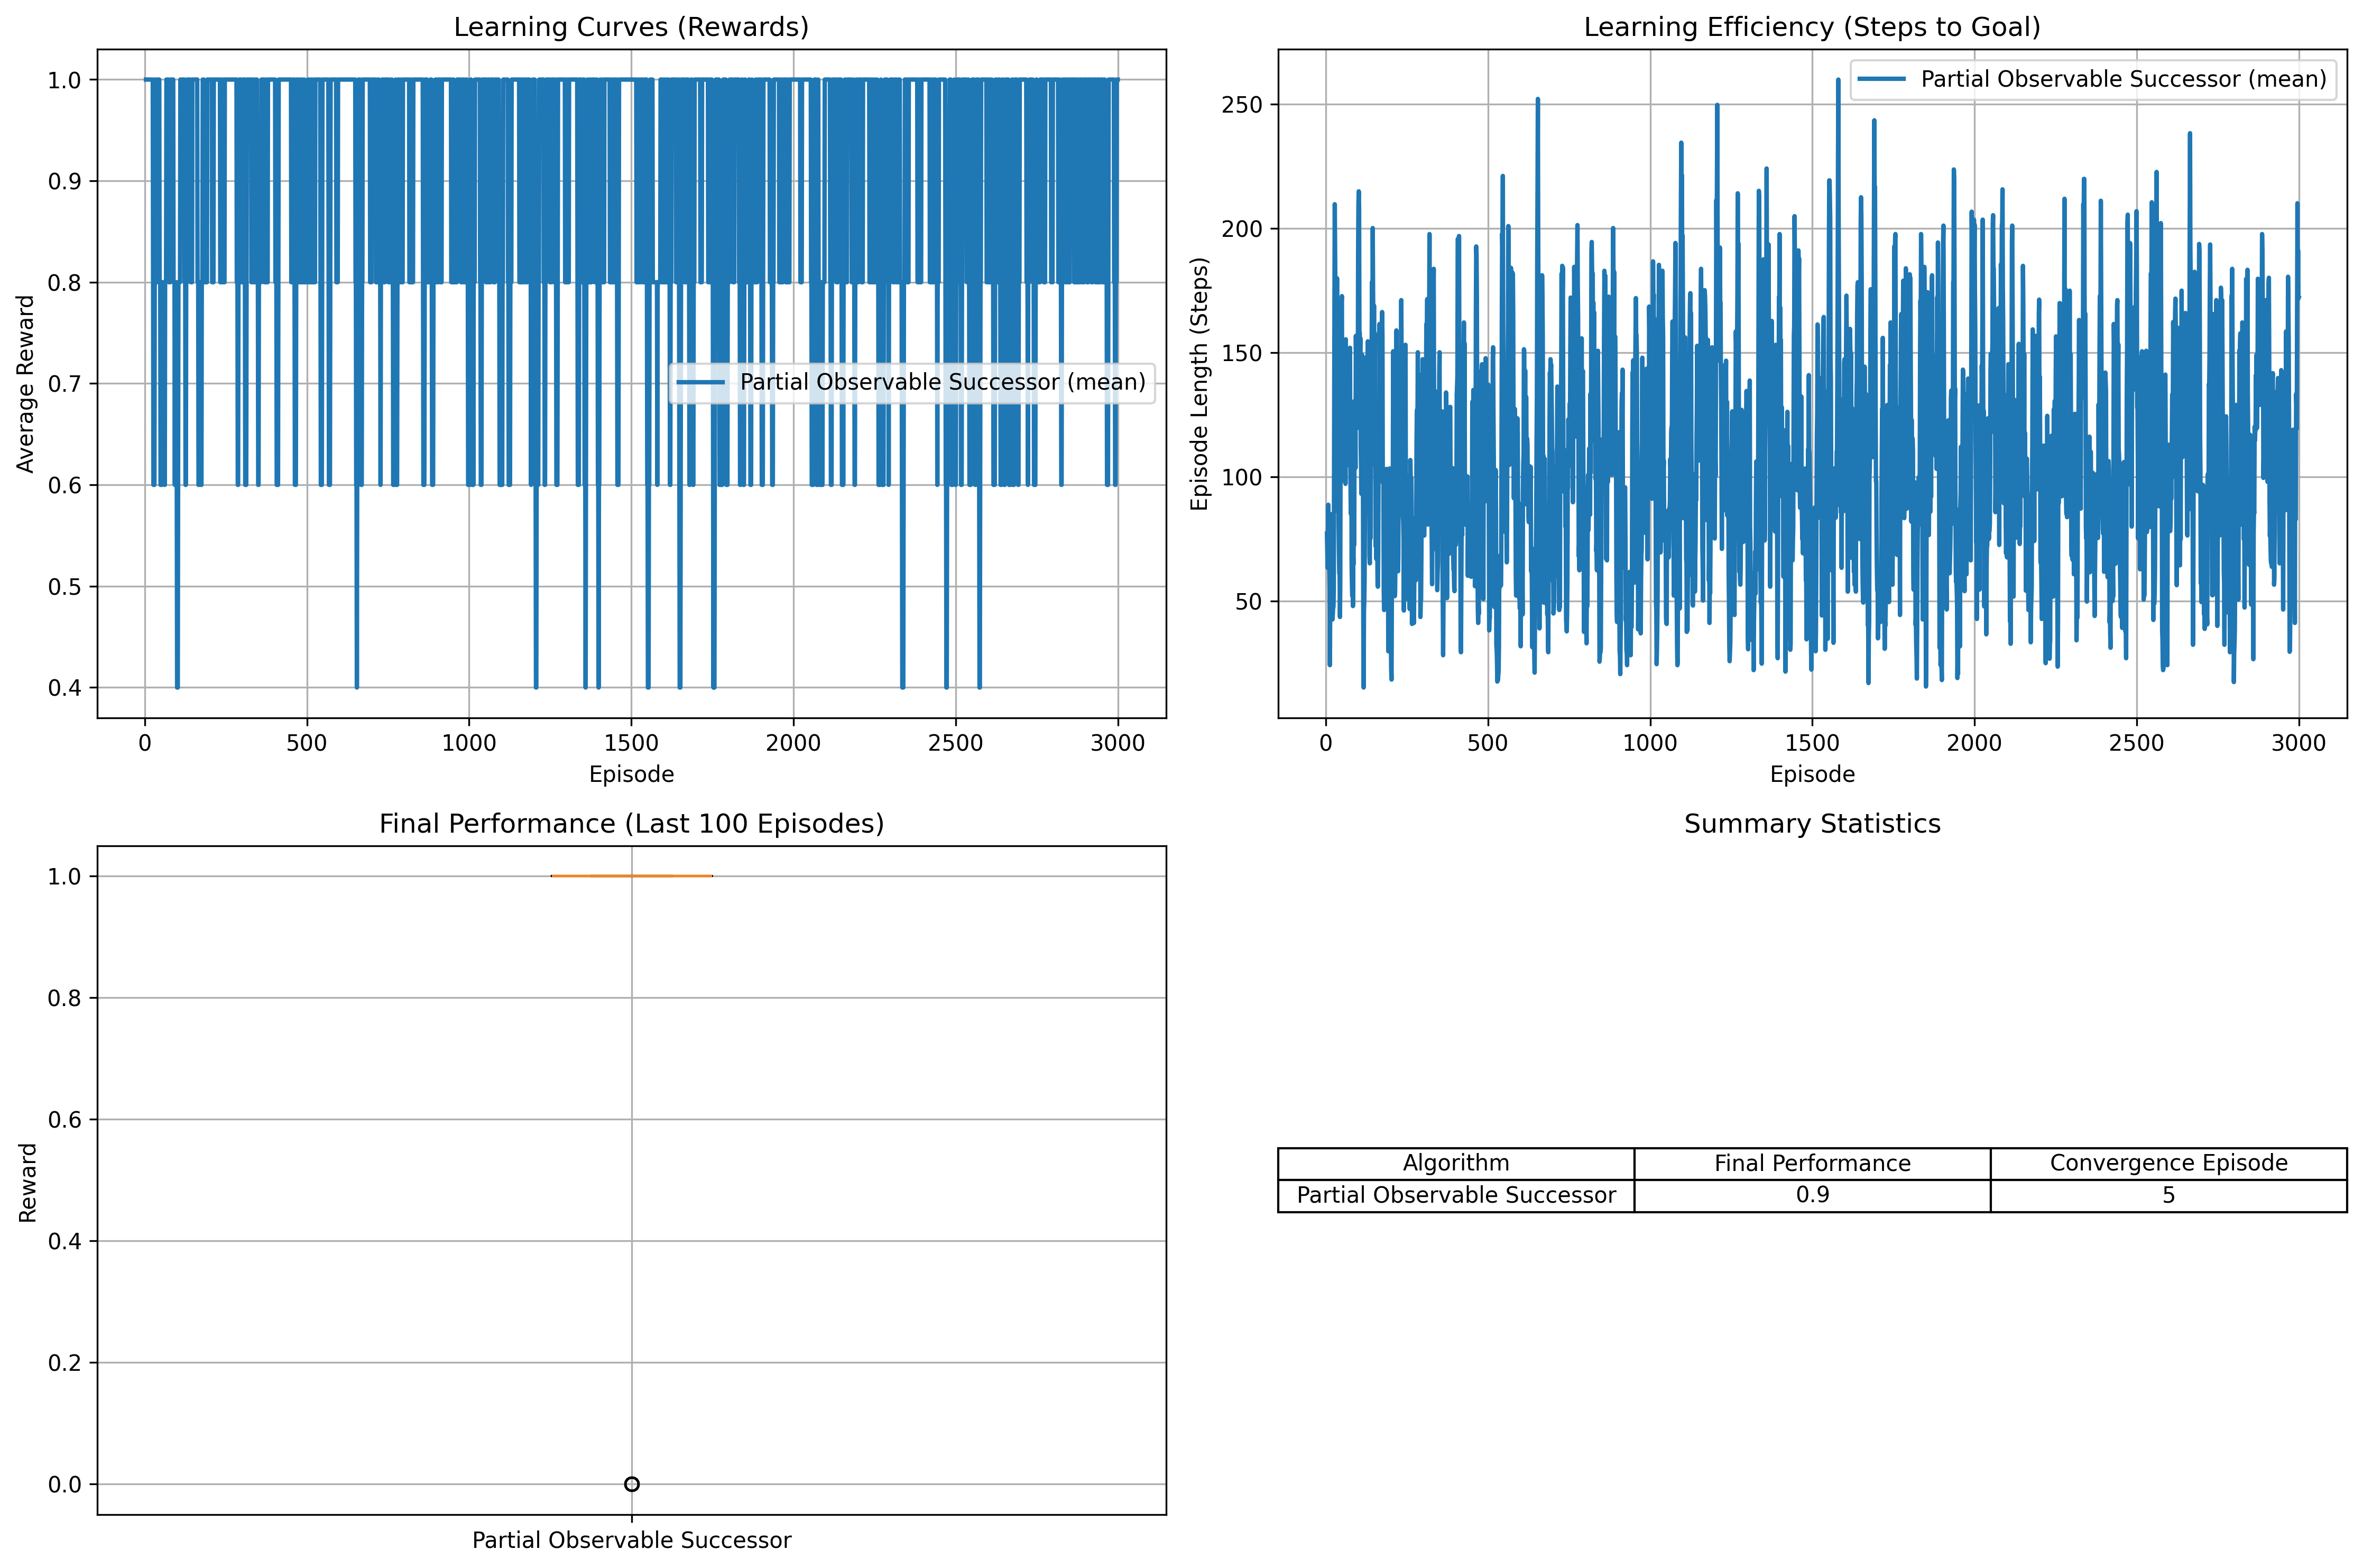 Learning Curves (Rewards)
1.0
0.9
0.8
0.7
0.6
0.5
0.4
Average Reward
Partial Observable Successor (mean)
0 500 1000 1500 2000 2500 3000
Episode
Learning Efficiency (Steps to Goal)
250
200
150
100
50
Episode Length (Steps)
Partial Observable Successor (mean)
0 500 1000 1500 2000 2500 3000
Episode
Final Performance (Last 100 Episodes)
1.0
0.8
0.6
0.4
0.2
0.0
Reward
Partial Observable Successor
Summary Statistics
Algorithm Final Performance Convergence Episode
Partial Observable Successor 0.9 5